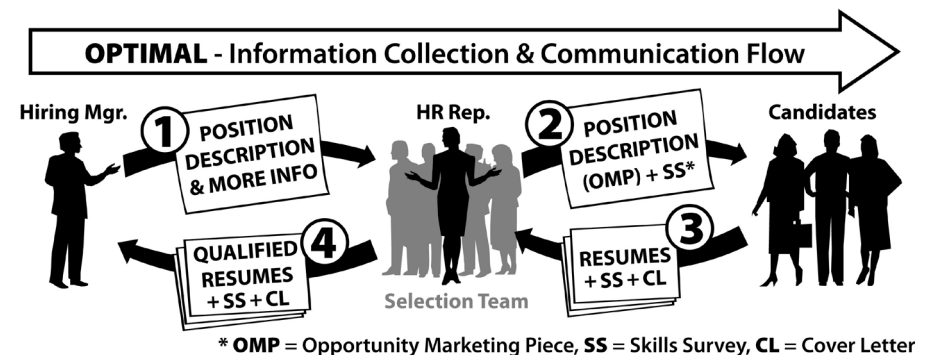 OPTIMAL - Information Collection & Communication Flow
Hiring Mgr.
HR Rep.
Candidates
1
POSITION
DESCRIPTION
& MORE INFO
2
POSITION
DESCRIPTION
(OMP) + SS*
QUALIFIED
RESUMES
+ SS + CL
4
RESUMES
+ SS + CL
3
Selection Team
* OMP = Opportunity Marketing Piece, SS = Skills Survey, CL = Cover Letter